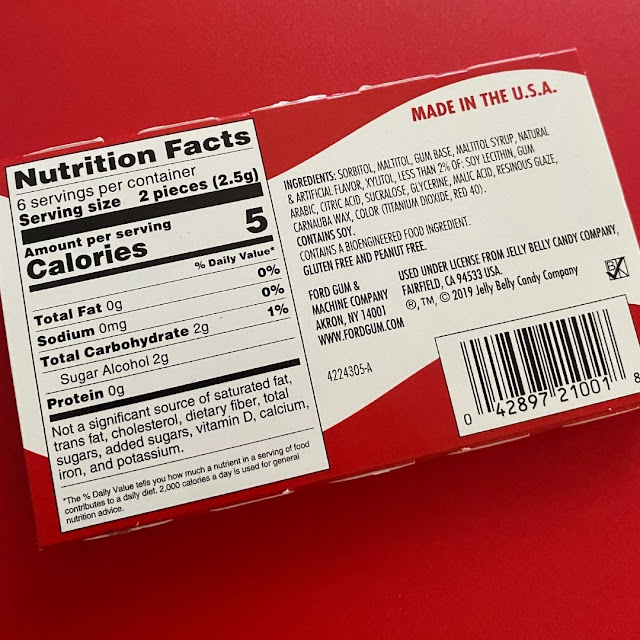 Nutrition Facts
6 servings per container
Serving size 2 pieces (2.5g)
Amount per serving
Calories 5
% Daily Value*
Total Fat 0g 0%
Sodium 0mg 0%
Total Carbohydrate 2g 1%
Sugar Alcohol 2g
Protein 0g
Not a significant source of saturated fat,
trans fat, cholesterol, dietary fiber, total
sugars, added sugars, vitamin D, calcium,
iron, and potassium.
*The % Daily Value tells you how much a nutrient in a serving of food
contributes to a daily diet. 2,000 calories a day is used for general
nutrition advice.
MADE IN THE U.S.A.
INGREDIENTS: SORBITOL, MALTITOL, GUM BASE, MALTITOL SYRUP, NATURAL
& ARTIFICIAL FLAVOR, XYLITOL, LESS THAN 2% OF: SOY LECITHIN, GUM
ARABIC, CITRIC ACID, SUCRALOSE, GLYCERINE, MALIC ACID, RESINOUS GLAZE,
CARNAUBA WAX, COLOR (TITANIUM DIOXIDE, RED 40).
CONTAINS SOY.
CONTAINS A BIOENGINEERED FOOD INGREDIENT.
GLUTEN FREE AND PEANUT FREE.
FORD GUM &
MACHINE COMPANY
AKRON, NY 14001
WWW.FORDGUM.COM
USED UNDER LICENSE FROM JELLY BELLY CANDY COMPANY,
FAIRFIELD, CA 94533 USA.
®,™, © 2019 Jelly Belly Candy Company
4224305-A
0 42897 21001 8